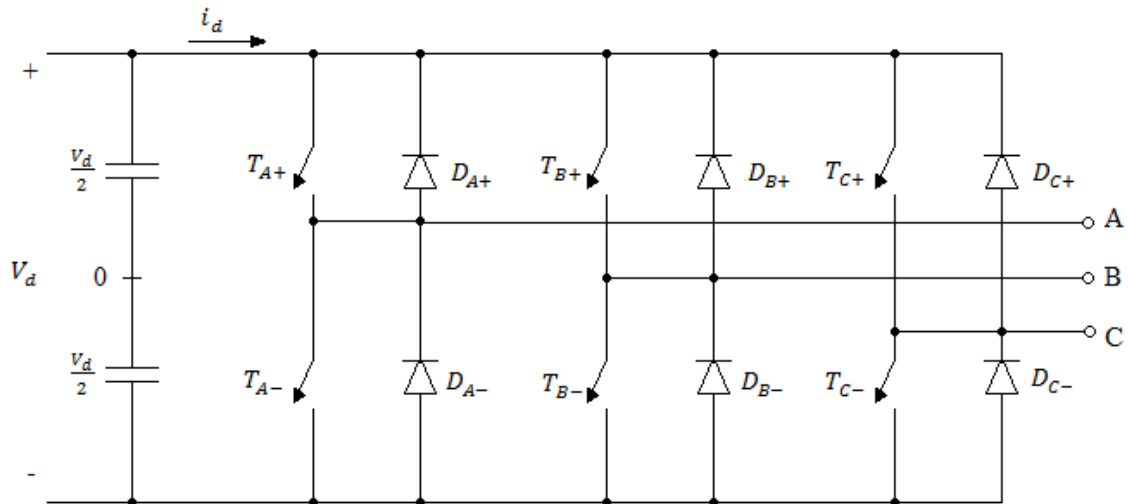 i_d
+
V_d/2
T_A+
D_A+
T_B+
D_B+
T_C+
D_C+
A
V_d
0
B
C
V_d/2
T_A−
D_A−
T_B−
D_B−
T_C−
D_C−
-